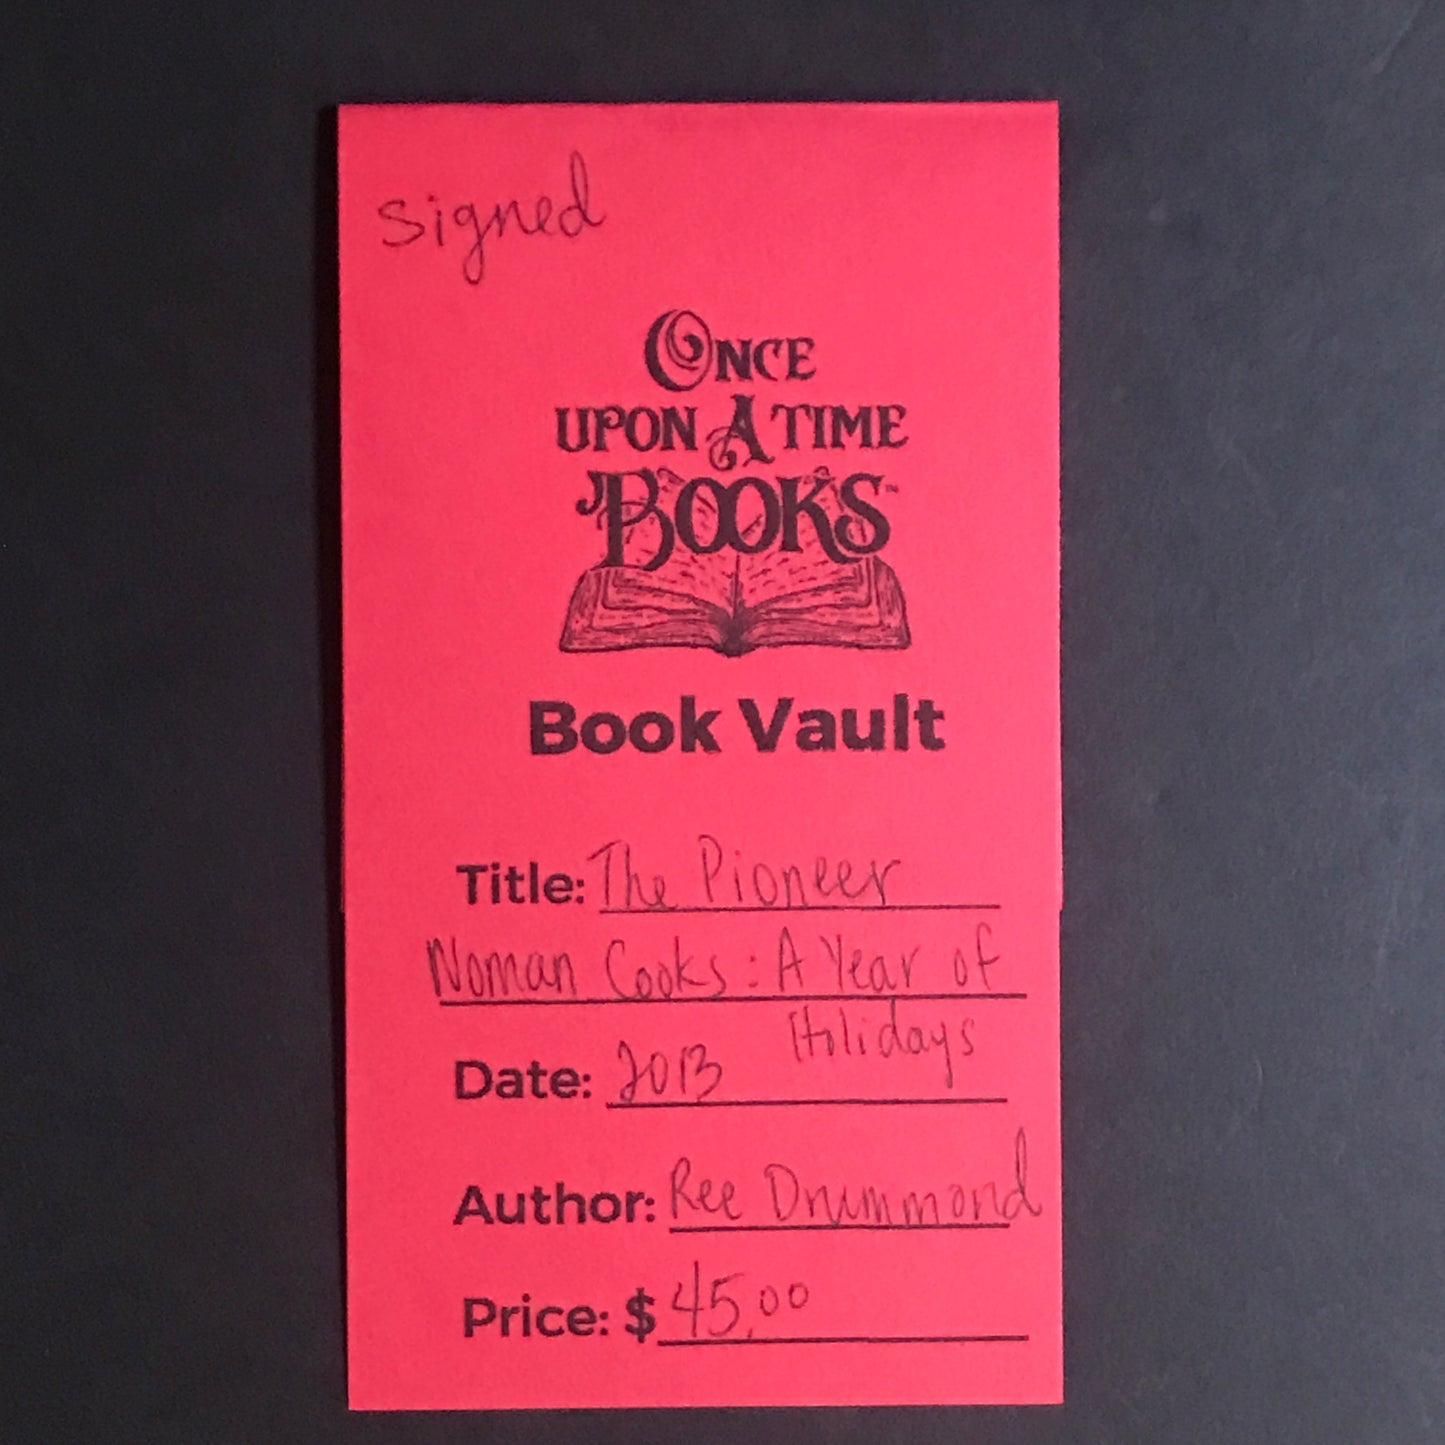 Signed
ONCE
UPON A TIME
BOOKS™
Book Vault
Title: The Pioneer
Woman Cooks: A Year of
Holidays
Date: 2013
Author: Ree Drummond
Price: $45.00